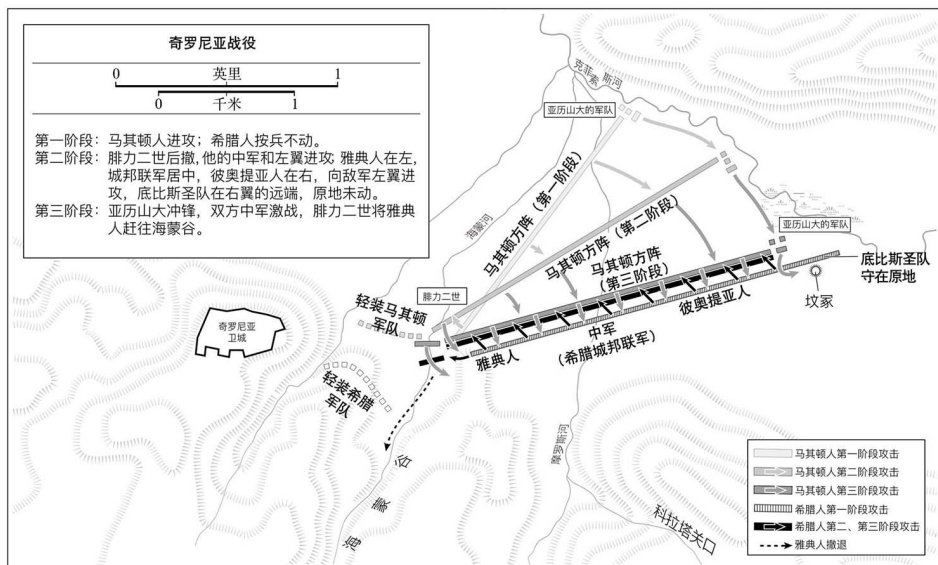 奇罗尼亚战役
0 英里 1
0 千米 1
第一阶段：马其顿人进攻；希腊人按兵不动。
第二阶段：腓力二世后撤，他的中军和左翼进攻；雅典人在左，
城邦联军居中，彼奥提亚人在右，向敌军左翼进
攻，底比斯圣队在右翼的远端，原地未动。
第三阶段：亚历山大冲锋，双方中军激战，腓力二世将雅典
人赶往海蒙谷。
克菲索斯河
亚历山大的军队
海蒙河
马其顿方阵（第一阶段）
马其顿方阵（第二阶段）
马其顿方阵
（第三阶段）
亚历山大的军队
底比斯圣队
守在原地
坟冢
腓力二世
轻装马其顿
军队
奇罗尼亚
卫城
彼奥提亚人
中军
（希腊城邦联军）
雅典人
轻装希腊
军队
海蒙谷
摩罗斯河
科拉塔关口
马其顿人第一阶段攻击
马其顿人第二阶段攻击
马其顿人第三阶段攻击
希腊人第一阶段攻击
希腊人第二、第三阶段攻击
雅典人撤退